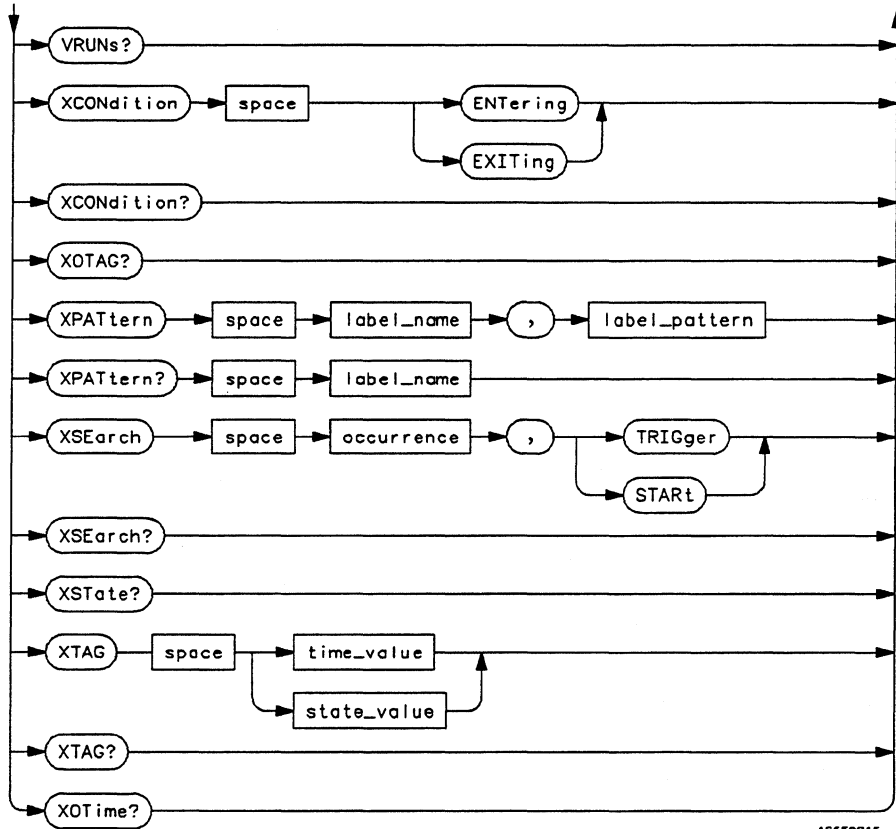 VRUNs?
XCONdition space ENTering
EXITing
XCONdition?
XOTAG?
XPATtern space label_name , label_pattern
XPATtern? space label_name
XSEarch space occurrence , TRIGger
STARt
XSEarch?
XSTate?
XTAG space time_value
state_value
XTAG?
XOTime?